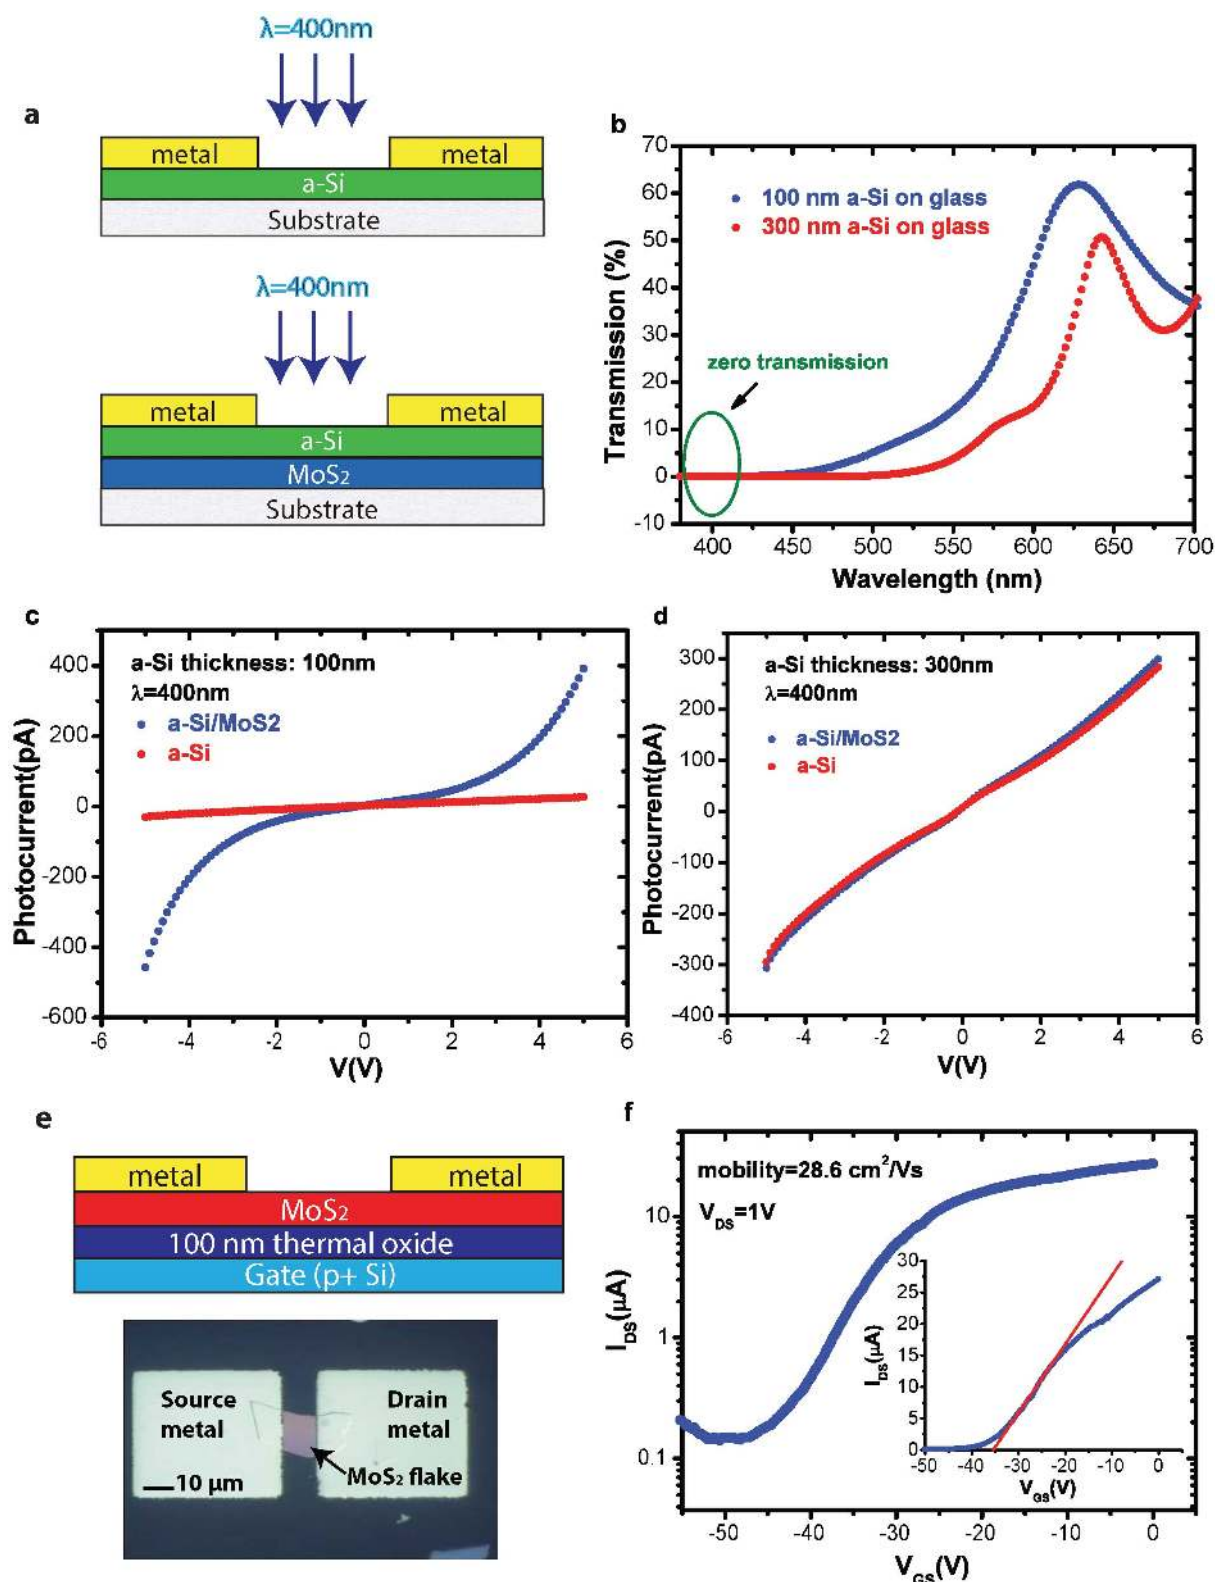 a
λ=400nm
metal
metal
a-Si
Substrate
λ=400nm
metal
metal
a-Si
MoS2
Substrate
b
70
60
50
40
30
20
10
0
-10
Transmission (%)
100 nm a-Si on glass
300 nm a-Si on glass
zero transmission
400
450
500
550
600
650
700
Wavelength (nm)
c
400
200
0
-200
-400
-600
Photocurrent(pA)
a-Si thickness: 100nm
λ=400nm
a-Si/MoS2
a-Si
-6
-4
-2
0
2
4
6
V(V)
d
300
200
100
0
-100
-200
-300
-400
Photocurrent(pA)
a-Si thickness: 300nm
λ=400nm
a-Si/MoS2
a-Si
-6
-4
-2
0
2
4
6
V(V)
e
metal
metal
MoS2
100 nm thermal oxide
Gate (p+ Si)
Source
metal
Drain
metal
MoS2 flake
10 μm
f
10
1
0.1
IDS(μA)
mobility=28.6 cm²/Vs
VDS=1V
30
25
20
15
10
5
0
IDS(μA)
-50
-40
-30
-20
-10
0
VGS(V)
-50
-40
-30
-20
-10
0
VGS(V)